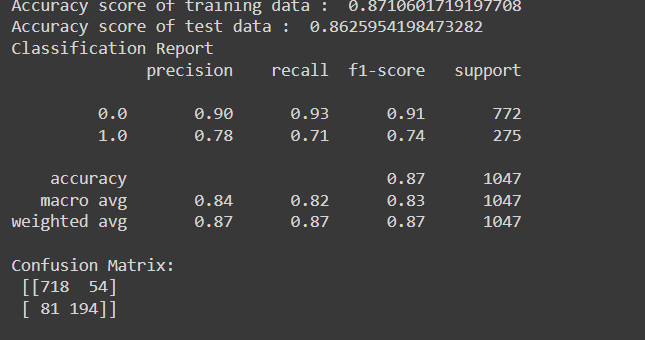 Accuracy score of training data :  0.8710601719197708
Accuracy score of test data :  0.8625954198473282
Classification Report
              precision    recall  f1-score   support

         0.0       0.90      0.93      0.91       772
         1.0       0.78      0.71      0.74       275

    accuracy                           0.87      1047
   macro avg       0.84      0.82      0.83      1047
weighted avg       0.87      0.87      0.87      1047

Confusion Matrix:
 [[718  54]
 [ 81 194]]